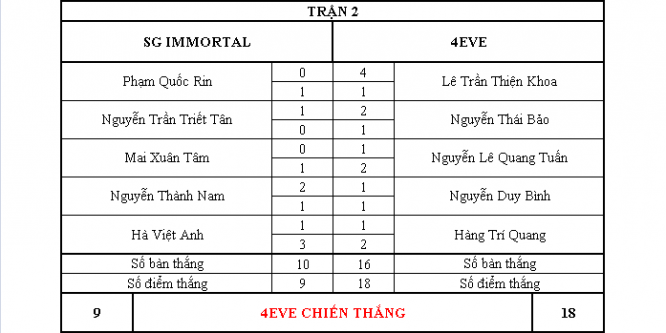 TRẬN 2
SG IMMORTAL 4EVE
Phạm Quốc Rin 0 4 Lê Trần Thiện Khoa
1 1
Nguyễn Trần Triết Tân 1 2 Nguyễn Thái Bảo
0 1
Mai Xuân Tâm 0 1 Nguyễn Lê Quang Tuấn
1 2
Nguyễn Thành Nam 2 1 Nguyễn Duy Bình
1 1
Hà Việt Anh 1 1 Hàng Trí Quang
3 2
Số bàn thắng 10 16 Số bàn thắng
Số điểm thắng 9 18 Số điểm thắng
9 4EVE CHIẾN THẮNG 18